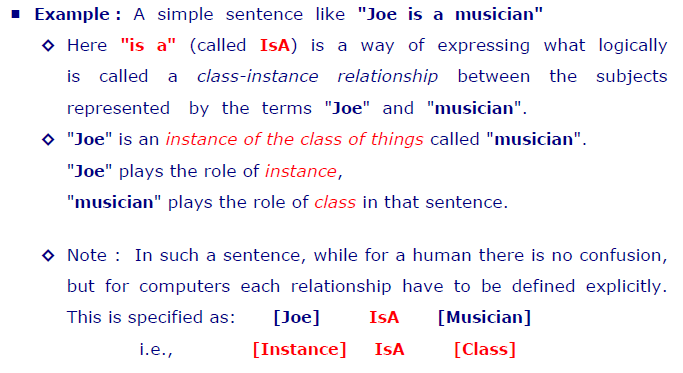 ▪ Example : A simple sentence like "Joe is a musician"
◇ Here "is a" (called IsA) is a way of expressing what logically
is called a class-instance relationship between the subjects
represented by the terms "Joe" and "musician".
◇ "Joe" is an instance of the class of things called "musician".
"Joe" plays the role of instance,
"musician" plays the role of class in that sentence.
◇ Note : In such a sentence, while for a human there is no confusion,
but for computers each relationship have to be defined explicitly.
This is specified as: [Joe] IsA [Musician]
i.e., [Instance] IsA [Class]